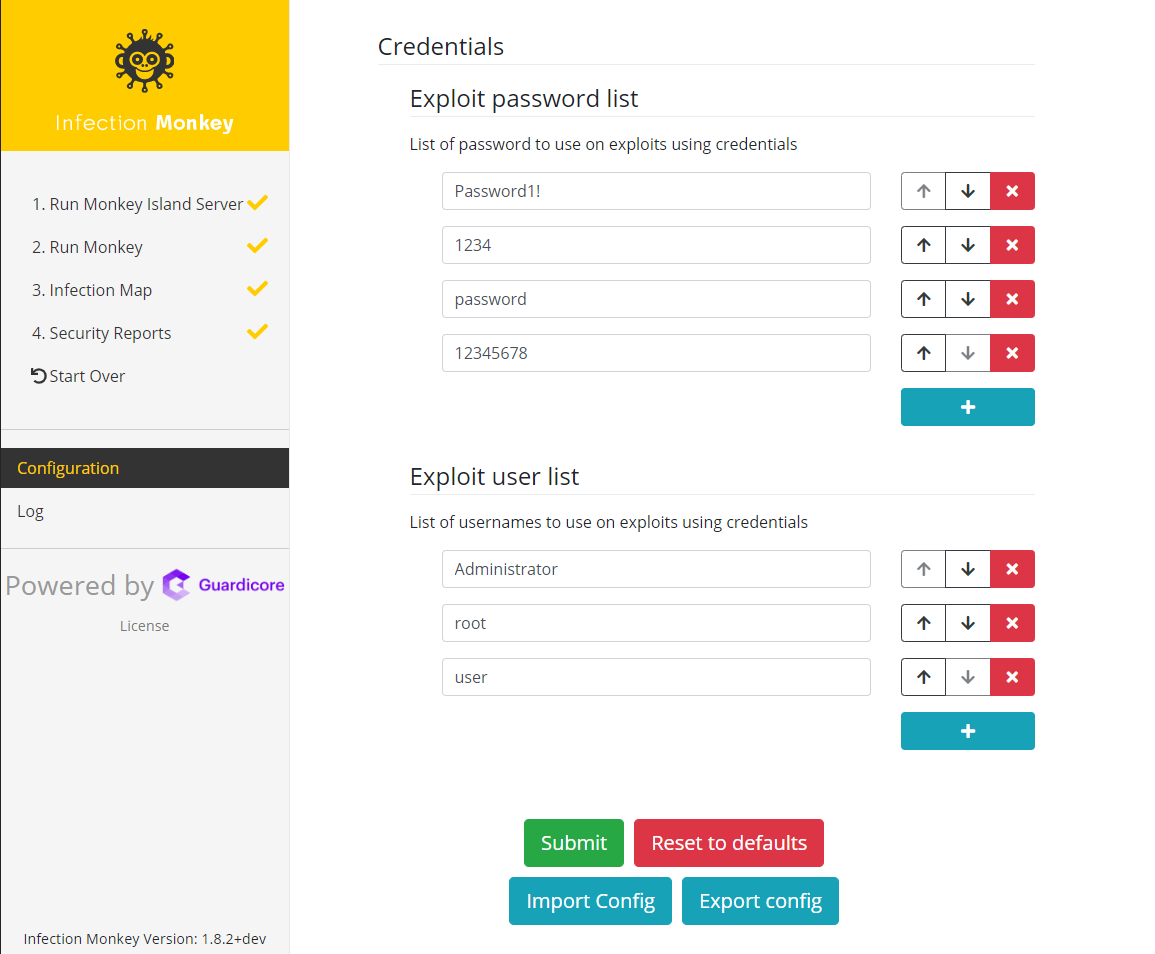 Infection Monkey
1. Run Monkey Island Server
2. Run Monkey
3. Infection Map
4. Security Reports
Start Over
Configuration
Log
Powered by Guardicore
License
Infection Monkey Version: 1.8.2+dev
Credentials
Exploit password list
List of password to use on exploits using credentials
Password1!
1234
password
12345678
Exploit user list
List of usernames to use on exploits using credentials
Administrator
root
user
Submit Reset to defaults
Import Config Export config